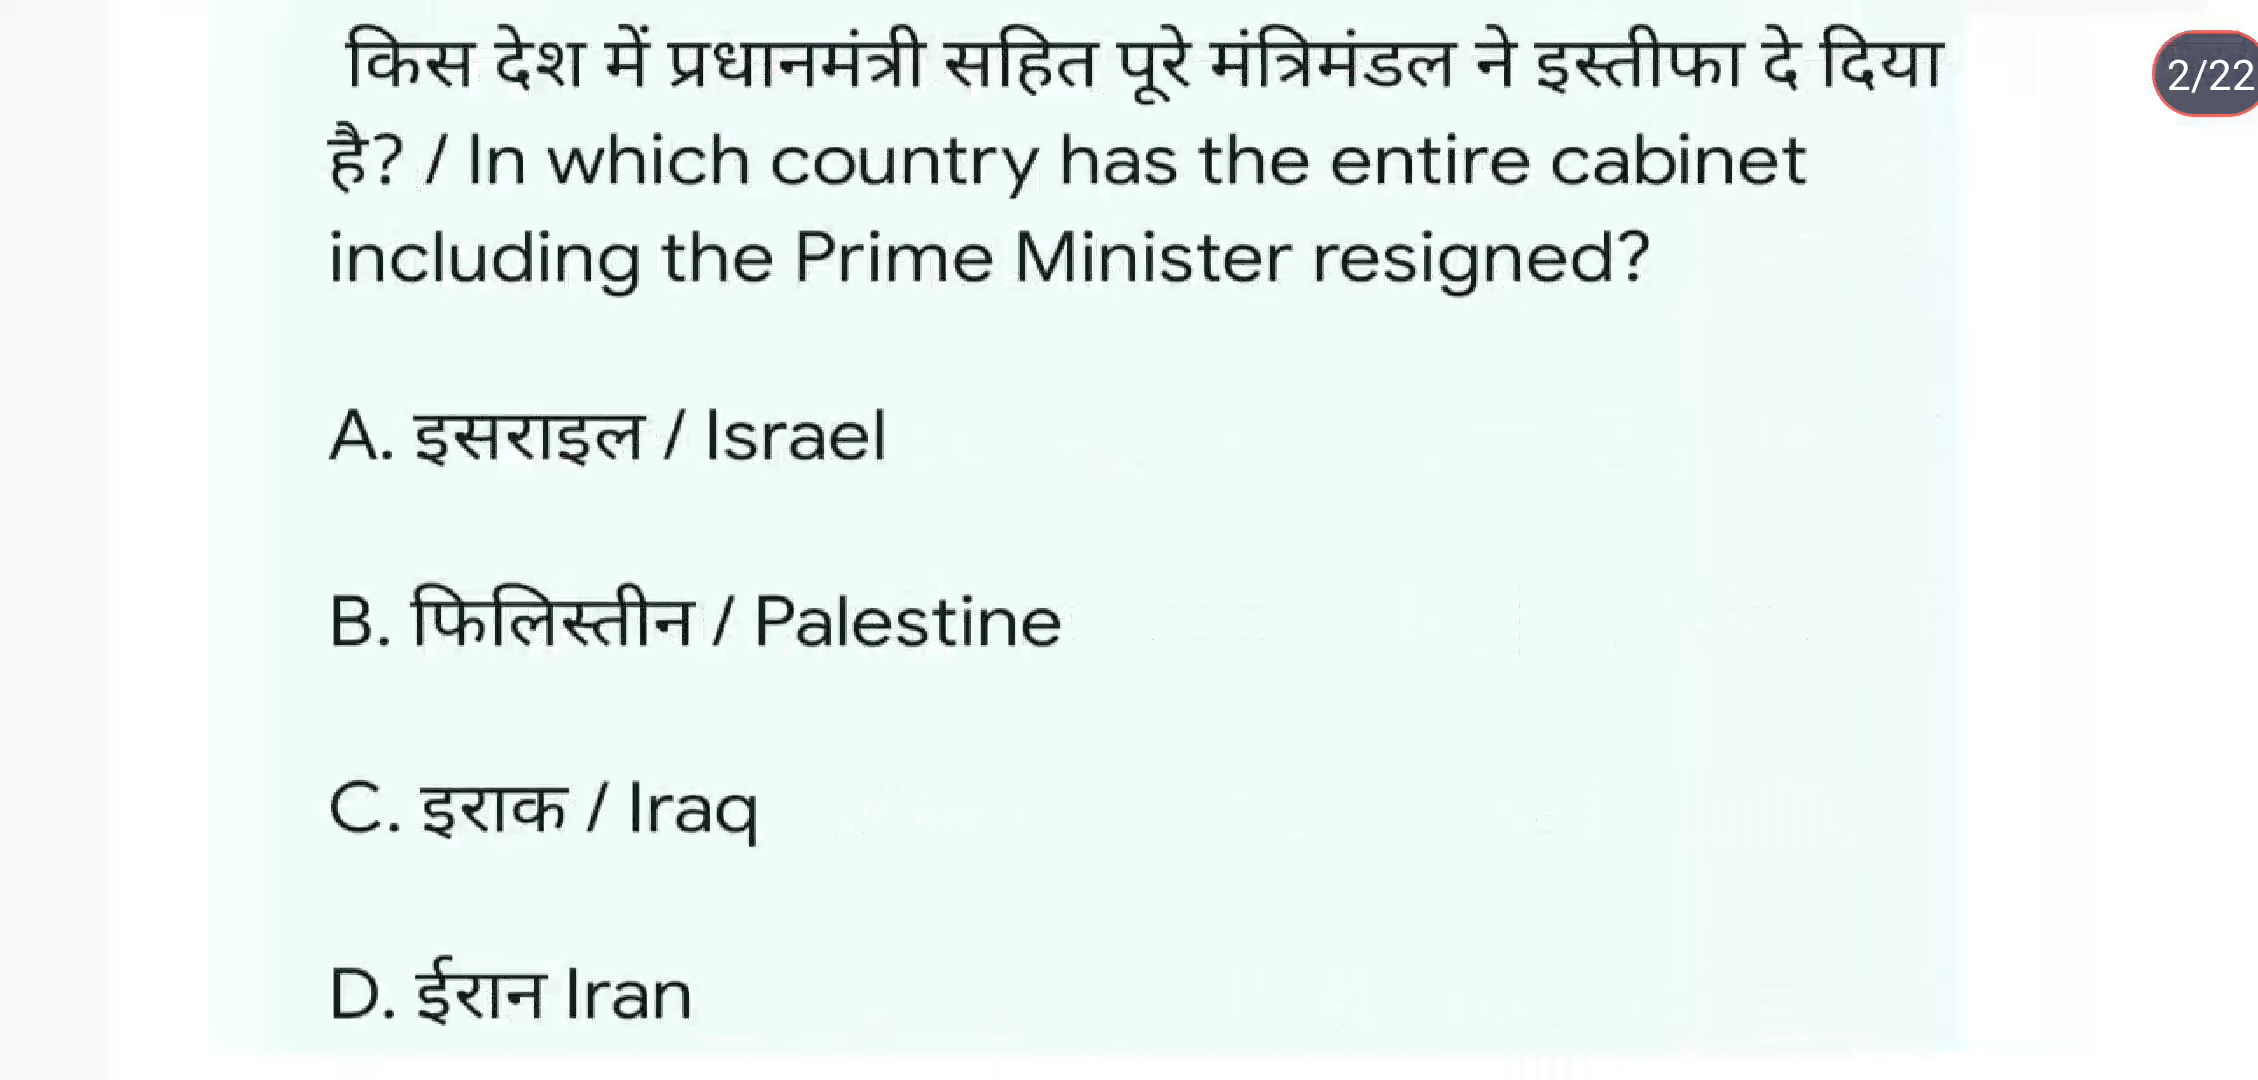 किस देश में प्रधानमंत्री सहित पूरे मंत्रिमंडल ने इस्तीफा दे दिया
2/22
है? / In which country has the entire cabinet
including the Prime Minister resigned?
A. इसराइल / Israel
B. फिलिस्तीन / Palestine
C. इराक / Iraq
D. ईरान Iran